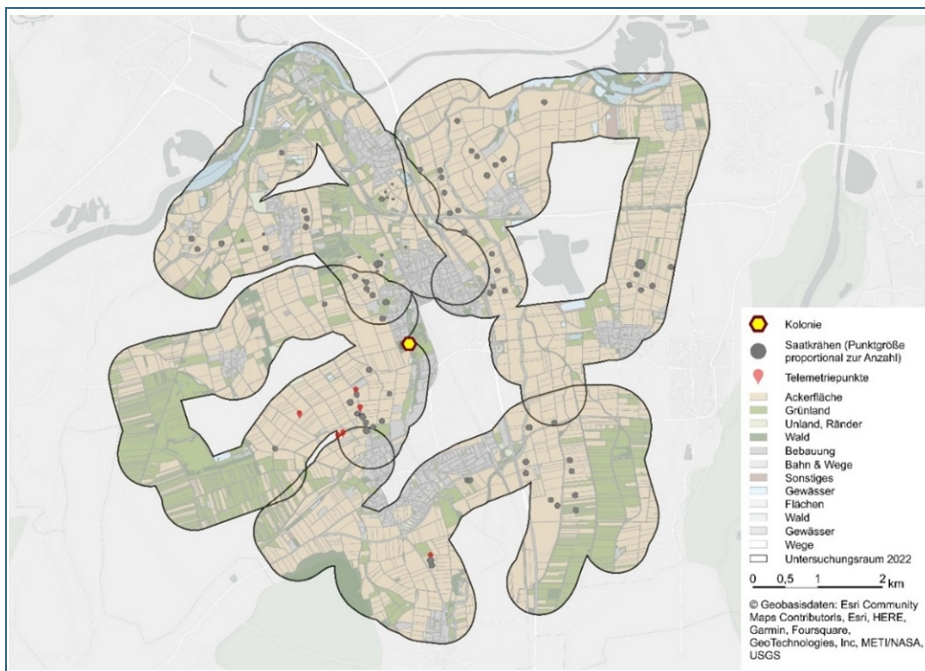 Kolonie
Saatkrähen (Punktgröße
proportional zur Anzahl)
Telemetriepunkte
Ackerfläche
Grünland
Unland, Ränder
Wald
Bebauung
Bahn & Wege
Sonstiges
Gewässer
Flächen
Wald
Gewässer
Wege
Untersuchungsraum 2022
0 0,5 1 2
km
© Geobasisdaten: Esri Community
Maps Contributorls, Esri, HERE,
Garmin, Foursquare,
GeoTechnologies, Inc, METI/NASA,
USGS